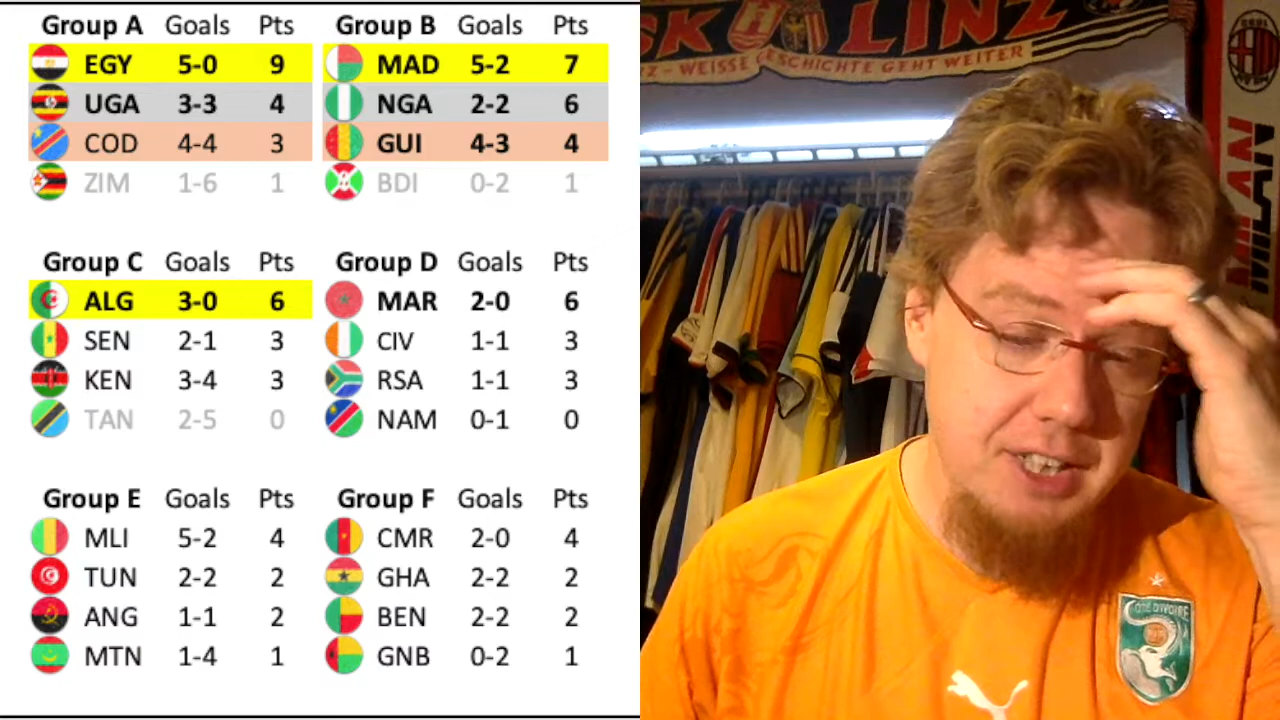 Group A Goals Pts
EGY 5-0 9
UGA 3-3 4
COD 4-4 3
ZIM 1-6 1
Group B Goals Pts
MAD 5-2 7
NGA 2-2 6
GUI 4-3 4
BDI 0-2 1
Group C Goals Pts
ALG 3-0 6
SEN 2-1 3
KEN 3-4 3
TAN 2-5 0
Group D Goals Pts
MAR 2-0 6
CIV 1-1 3
RSA 1-1 3
NAM 0-1 0
Group E Goals Pts
MLI 5-2 4
TUN 2-2 2
ANG 1-1 2
MTN 1-4 1
Group F Goals Pts
CMR 2-0 4
GHA 2-2 2
BEN 2-2 2
GNB 0-2 1
SK LINZ
Z-WEISSE GESCHICHTE GEHT WEITER
MILAN